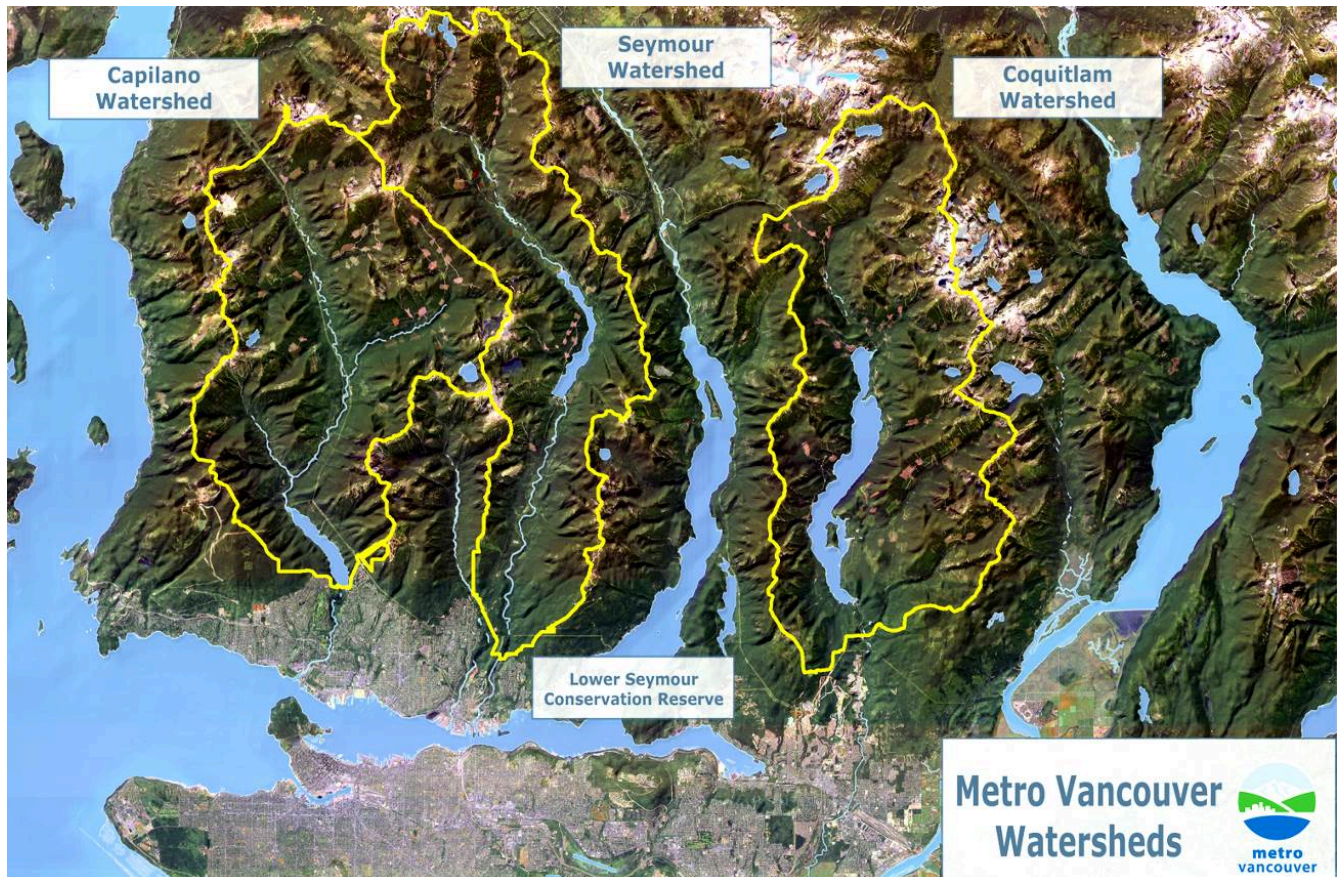 Capilano
Watershed
Seymour
Watershed
Coquitlam
Watershed
Lower Seymour
Conservation Reserve
Metro Vancouver
Watersheds
metro
vancouver